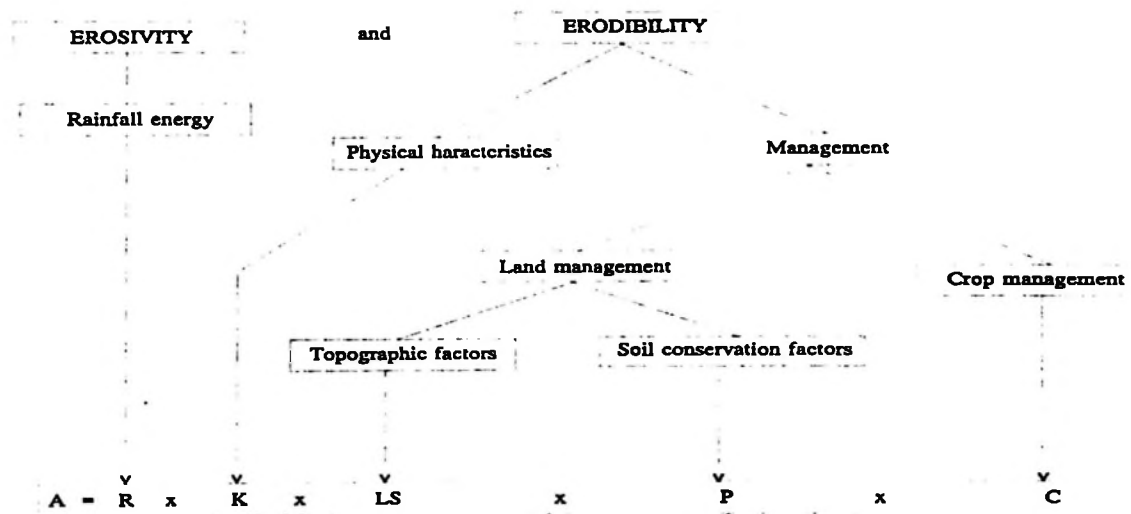 EROSIVITY and ERODIBILITY
Rainfall energy
Physical haracteristics Management
Land management Crop management
Topographic factors Soil conservation factors
A = R x K x LS x P x C